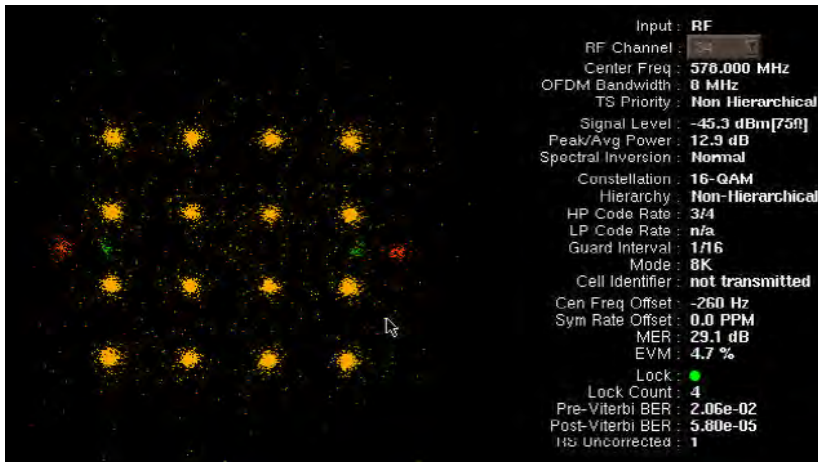 Input : RF
RF Channel : 34
Center Freq : 578.000 MHz
OFDM Bandwidth : 8 MHz
TS Priority : Non Hierarchical
Signal Level : -45.3 dBm[75Ω]
Peak/Avg Power : 12.9 dB
Spectral Inversion : Normal
Constellation : 16-QAM
Hierarchy : Non-Hierarchical
HP Code Rate : 3/4
LP Code Rate : n/a
Guard Interval : 1/16
Mode : 8K
Cell Identifier : not transmitted
Cen Freq Offset : -260 Hz
Sym Rate Offset : 0.0 PPM
MER : 29.1 dB
EVM : 4.7 %
Lock :
Lock Count : 4
Pre-Viterbi BER : 2.06e-02
Post-Viterbi BER : 5.80e-05
RS Uncorrected : 1